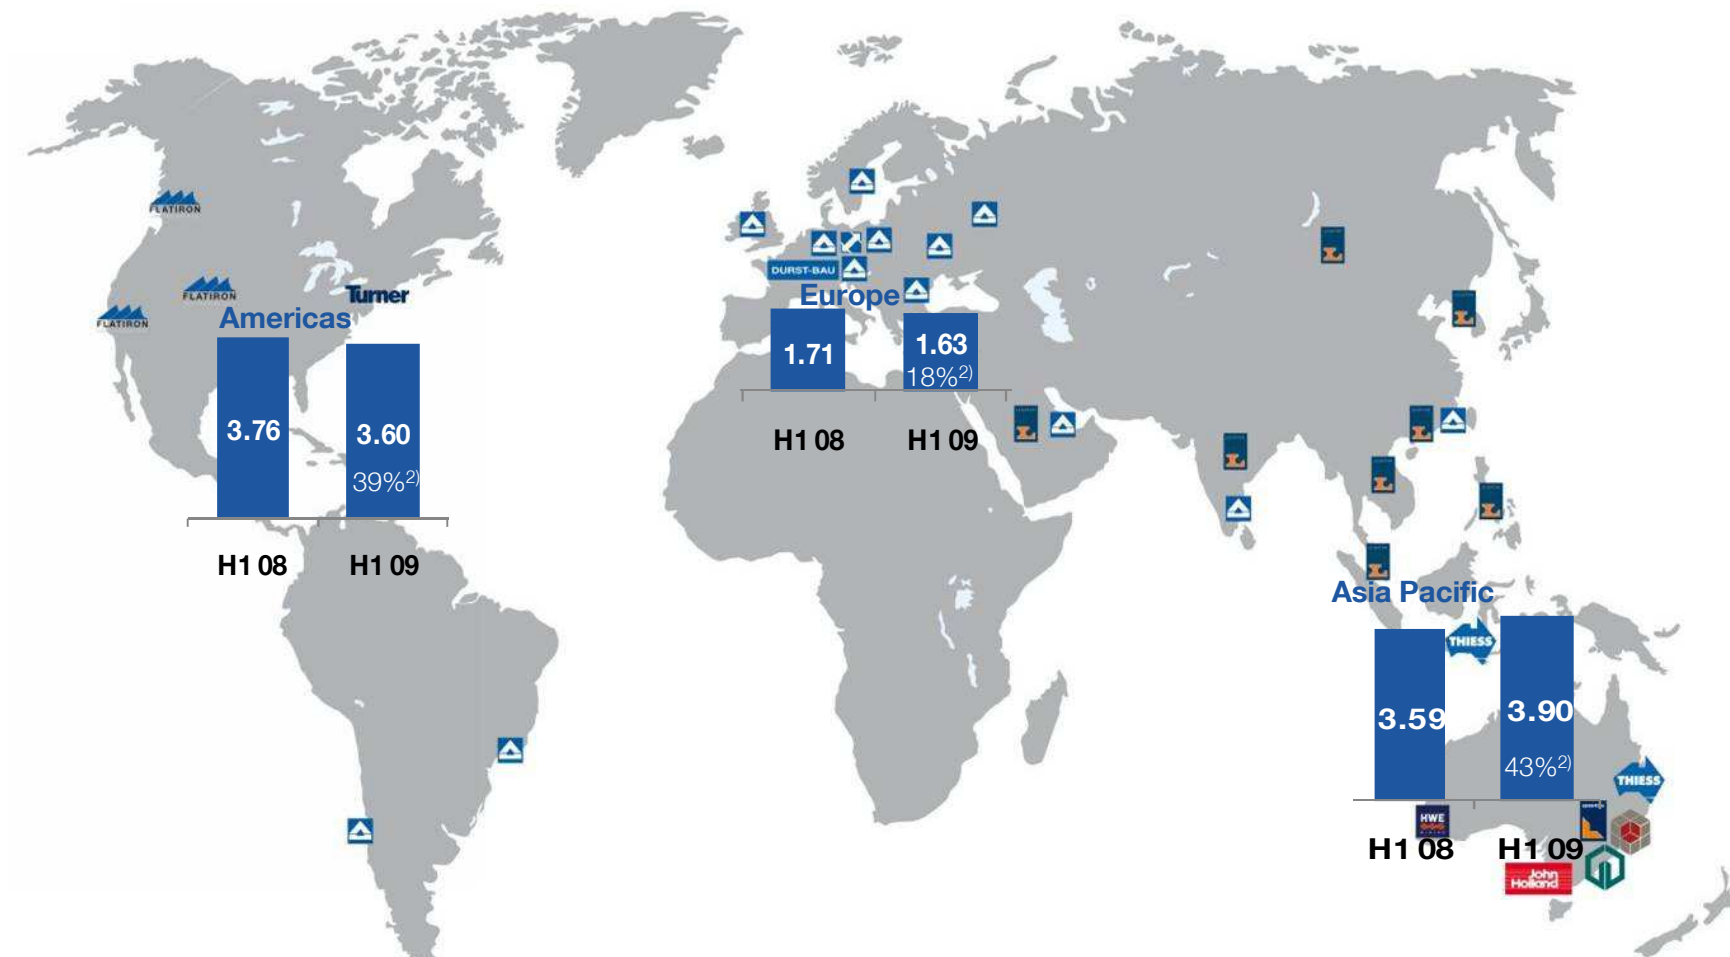 FLATIRON
FLATIRON
Turner
FLATIRON
Americas
3.76
3.60
39%2)
H1 08
H1 09
DURST-BAU
Europe
1.71
1.63
18%2)
H1 08
H1 09
Asia Pacific
THIESS
3.59
3.90
43%2)
THIESS
HWE
H1 08
H1 09
John
Holland